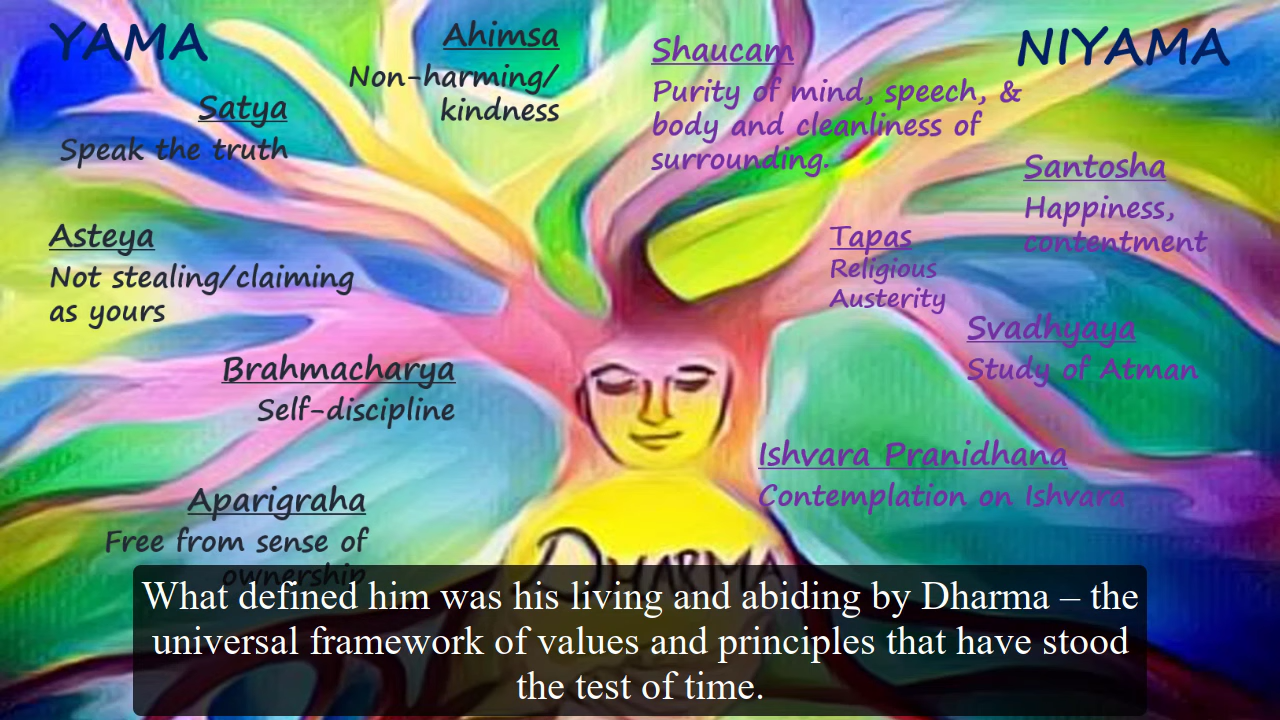 YAMA
Ahimsa
Non-harming/
kindness
Satya
Speak the truth
Asteya
Not stealing/claiming
as yours
Brahmacharya
Self-discipline
Aparigraha
Free from sense of
ownership
NIYAMA
Shaucam
Purity of mind, speech, &
body and cleanliness of
surrounding.
Santosha
Happiness,
contentment
Tapas
Religious
Austerity
Svadhyaya
Study of Atman
Ishvara Pranidhana
Contemplation on Ishvara
DHARMA
What defined him was his living and abiding by Dharma – the
universal framework of values and principles that have stood
the test of time.